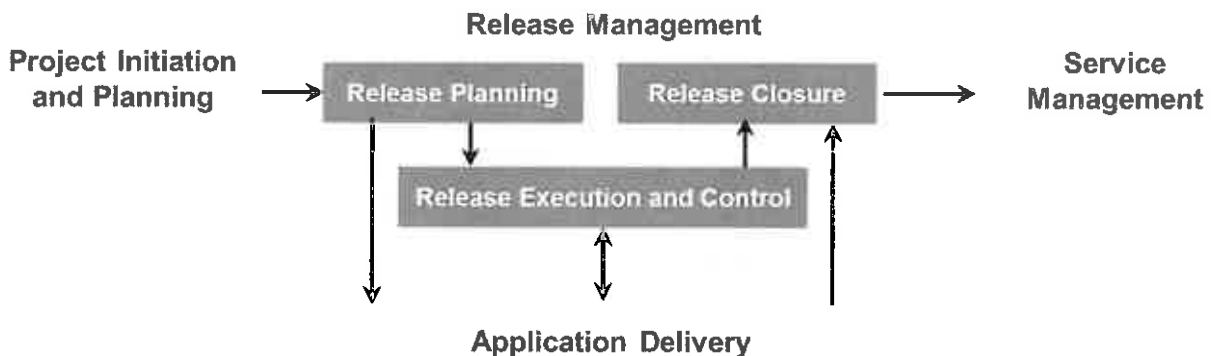 Release Management
Project Initiation
and Planning
Release Planning
Release Closure
Service
Management
Release Execution and Control
Application Delivery